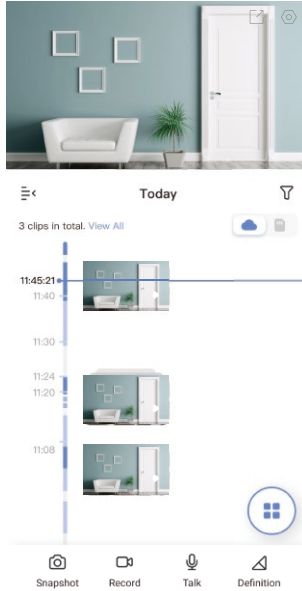 Today
3 clips in total. View All
11:45:21
11:40
11:30
11:24
11:20
11:08
Snapshot Record Talk Definition